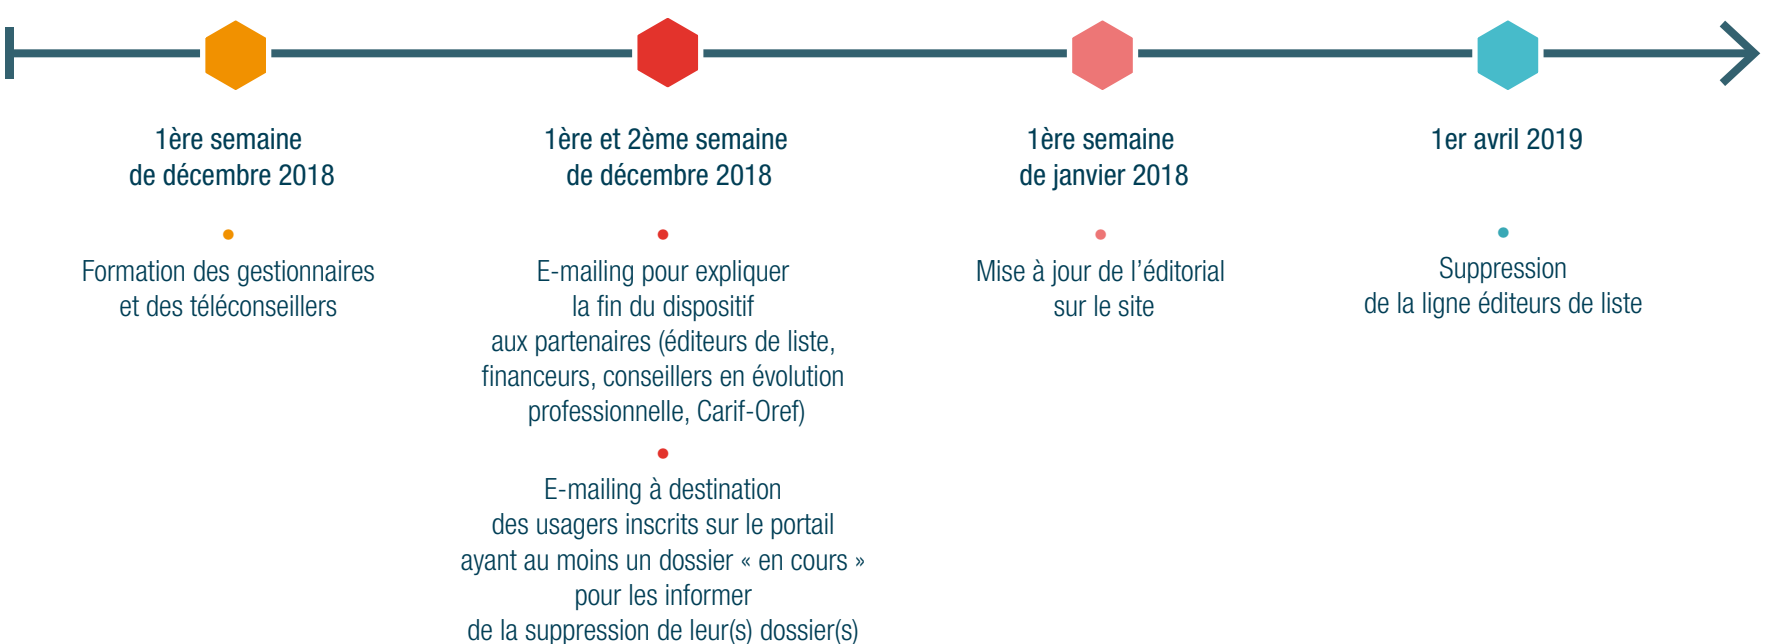 1ère semaine
de décembre 2018
Formation des gestionnaires
et des téléconseillers
1ère et 2ème semaine
de décembre 2018
E-mailing pour expliquer
la fin du dispositif
aux partenaires (éditeurs de liste,
financeurs, conseillers en évolution
professionnelle, Carif-Oref)
E-mailing à destination
des usagers inscrits sur le portail
ayant au moins un dossier « en cours »
pour les informer
de la suppression de leur(s) dossier(s)
1ère semaine
de janvier 2018
Mise à jour de l’éditorial
sur le site
1er avril 2019
Suppression
de la ligne éditeurs de liste